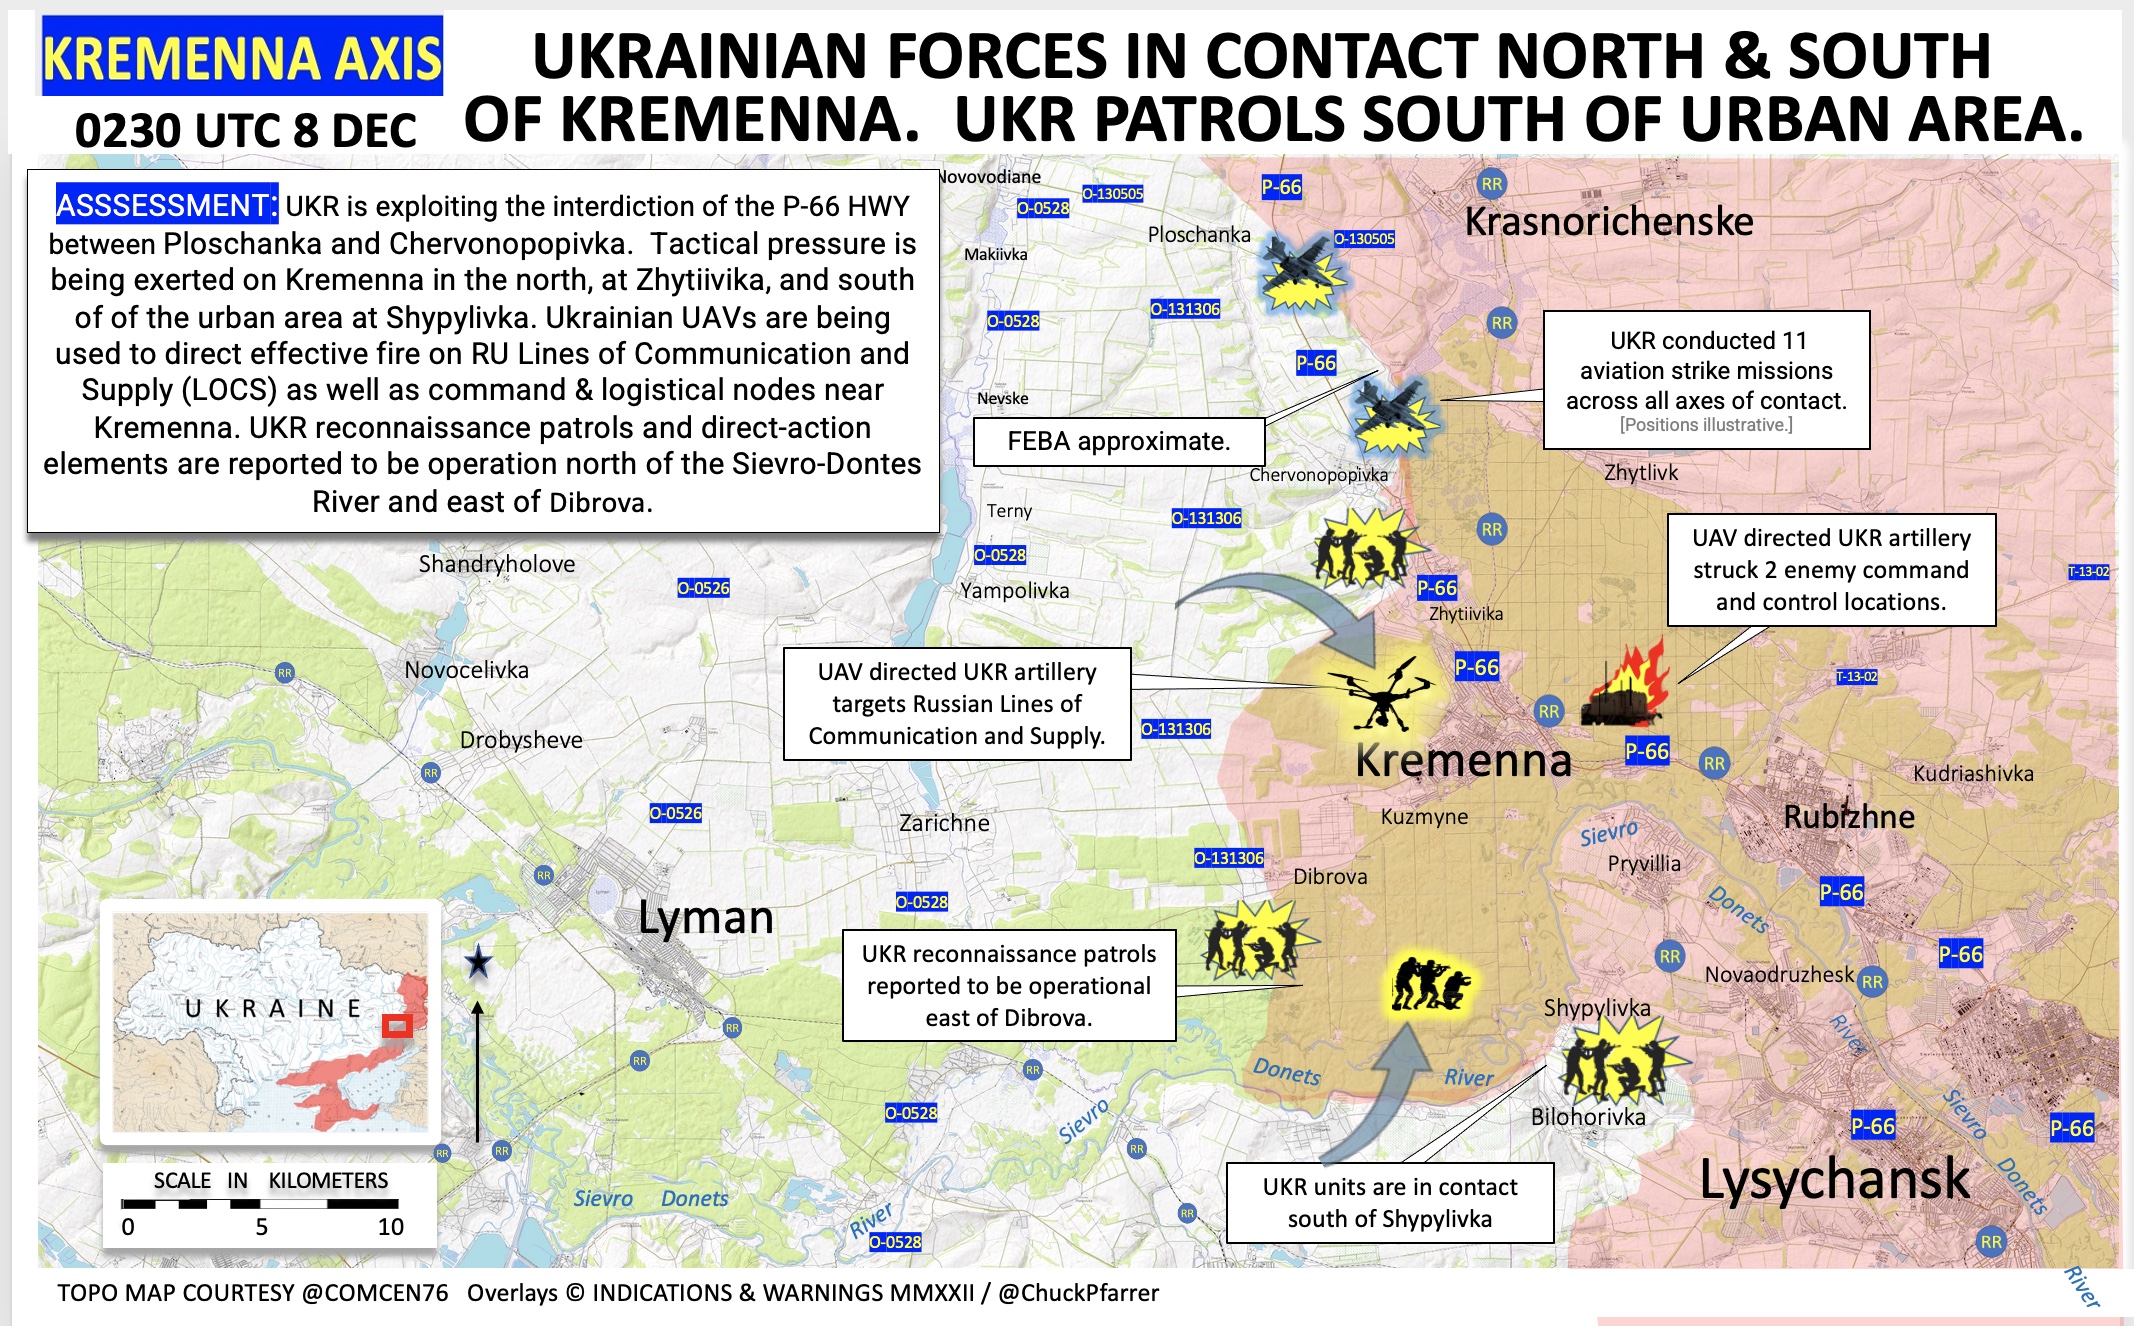 KREMENNA AXIS
0230 UTC 8 DEC
UKRAINIAN FORCES IN CONTACT NORTH & SOUTH
OF KREMENNA. UKR PATROLS SOUTH OF URBAN AREA.
ASSSESSMENT: UKR is exploiting the interdiction of the P-66 HWY
between Ploschanka and Chervonopopivka. Tactical pressure is
being exerted on Kremenna in the north, at Zhytiivika, and south
of of the urban area at Shypylivka. Ukrainian UAVs are being
used to direct effective fire on RU Lines of Communication and
Supply (LOCS) as well as command & logistical nodes near
Kremenna. UKR reconnaissance patrols and direct-action
elements are reported to be operation north of the Sievro-Dontes
River and east of Dibrova.
Novovodiane
O-130505
O-0528
P-66
RR
Krasnorichenske
Ploschanka
O-130505
Makiivka
O-131306
O-0528
RR
P-66
UKR conducted 11
aviation strike missions
across all axes of contact.
[Positions illustrative.]
Nevske
FEBA approximate.
Chervonopopivka
Zhytlivk
Terny
O-131306
RR
O-0528
UAV directed UKR artillery
struck 2 enemy command
and control locations.
Shandryholove
O-0526
Yampolivka
P-66
Zhytiivika
T-13-02
Novocelivka
RR
UAV directed UKR artillery
targets Russian Lines of
Communication and Supply.
P-66
T-13-02
RR
O-131306
Drobysheve
RR
Kremenna
P-66
RR
Kudriashivka
O-0526
Zarichne
Kuzmyne
Rubizhne
Sievro
Pryvillia
O-131306
Dibrova
RR
O-0528
P-66
Donets
Lyman
UKR reconnaissance patrols
reported to be operational
east of Dibrova.
RR
P-66
Novaodruzhesk
RR
Shypylivka
UKRAINE
RR
RR
RR
Donets
River
River
O-0528
Sievro
Bilohorivka
Sievro
P-66
P-66
RR
RR
RR
UKR units are in contact
south of Shypylivka
Lysychansk
Donets
SCALE IN KILOMETERS
0 5 10
Sievro Donets
River
RR
O-0528
RR
River
TOPO MAP COURTESY @COMCEN76 Overlays © INDICATIONS & WARNINGS MMXXII / @ChuckPfarrer